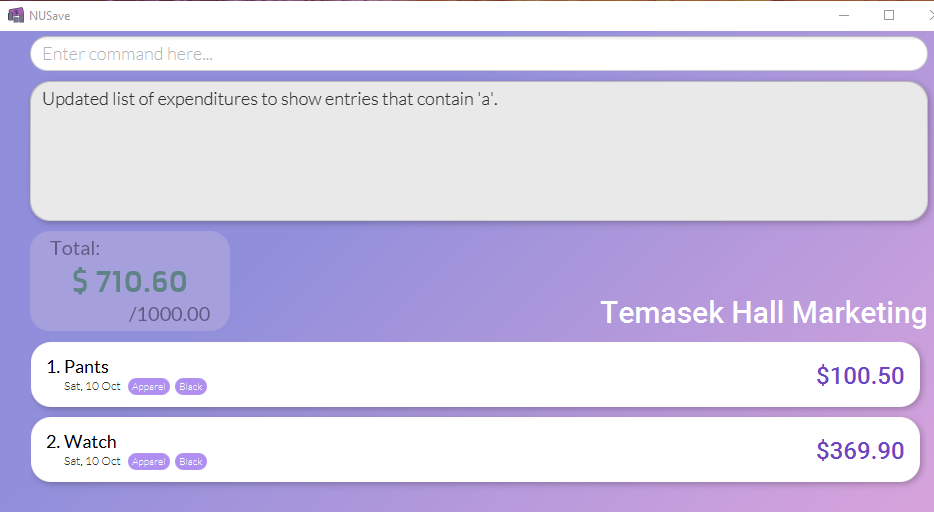 NUSave
Enter command here...
Updated list of expenditures to show entries that contain 'a'.
Total:
$ 710.60
/1000.00
Temasek Hall Marketing
1. Pants
Sat, 10 Oct Apparel Black
$100.50
2. Watch
Sat, 10 Oct Apparel Black
$369.90